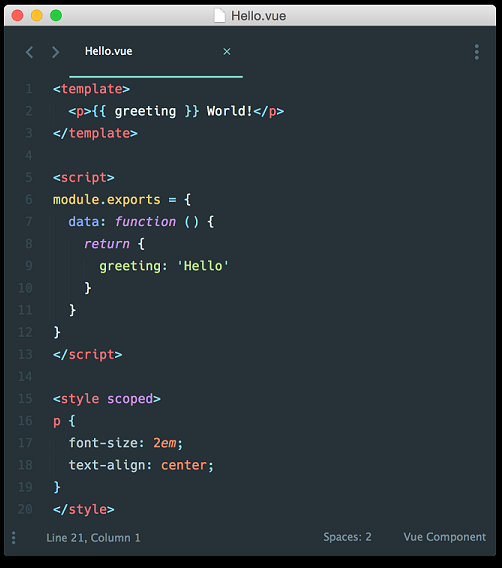 Hello.vue
Hello.vue ×
1 <template>
2   <p>{{ greeting }} World!</p>
3 </template>
4
5 <script>
6 module.exports = {
7   data: function () {
8     return {
9       greeting: 'Hello'
10     }
11   }
12 }
13 </script>
14
15 <style scoped>
16 p {
17   font-size: 2em;
18   text-align: center;
19 }
20 </style>
Line 21, Column 1 Spaces: 2 Vue Component